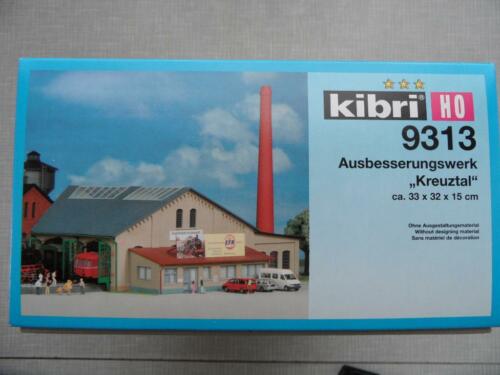 kibri® H0
9313
Ausbesserungswerk
„Kreuztal“
ca. 33 x 32 x 15 cm
Ohne Ausgestaltungsmaterial
Without designing material
Sans matériel de décoration
EFK